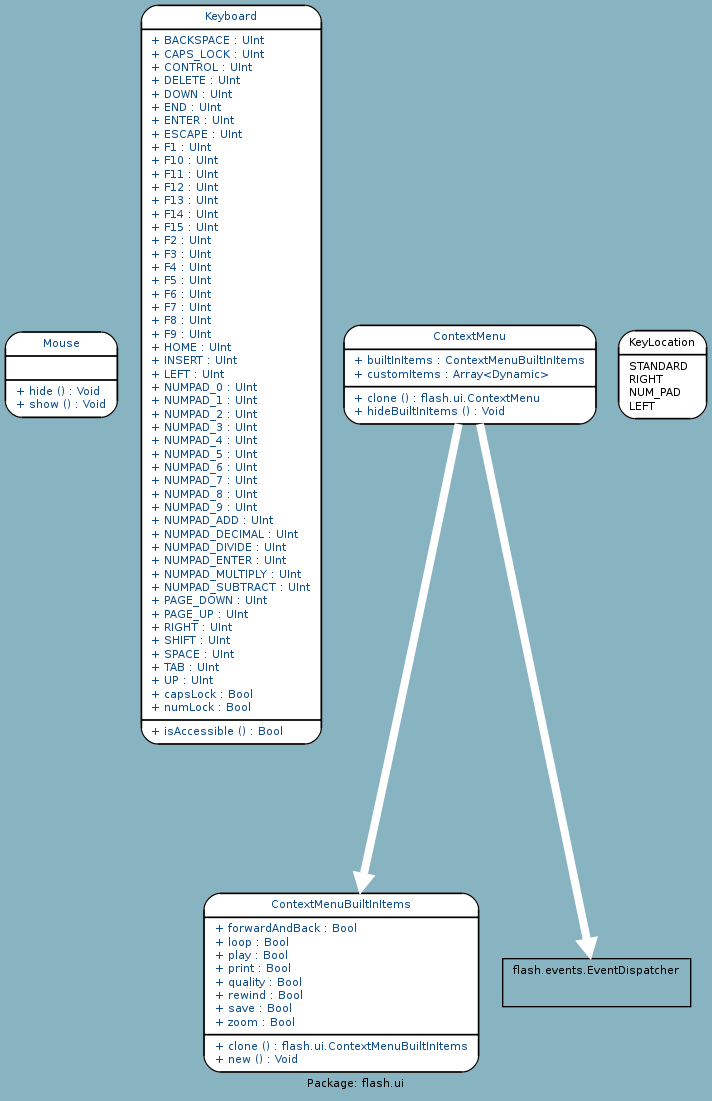 Keyboard
+ BACKSPACE : UInt
+ CAPS_LOCK : UInt
+ CONTROL : UInt
+ DELETE : UInt
+ DOWN : UInt
+ END : UInt
+ ENTER : UInt
+ ESCAPE : UInt
+ F1 : UInt
+ F10 : UInt
+ F11 : UInt
+ F12 : UInt
+ F13 : UInt
+ F14 : UInt
+ F15 : UInt
+ F2 : UInt
+ F3 : UInt
+ F4 : UInt
+ F5 : UInt
+ F6 : UInt
+ F7 : UInt
+ F8 : UInt
+ F9 : UInt
+ HOME : UInt
+ INSERT : UInt
+ LEFT : UInt
+ NUMPAD_0 : UInt
+ NUMPAD_1 : UInt
+ NUMPAD_2 : UInt
+ NUMPAD_3 : UInt
+ NUMPAD_4 : UInt
+ NUMPAD_5 : UInt
+ NUMPAD_6 : UInt
+ NUMPAD_7 : UInt
+ NUMPAD_8 : UInt
+ NUMPAD_9 : UInt
+ NUMPAD_ADD : UInt
+ NUMPAD_DECIMAL : UInt
+ NUMPAD_DIVIDE : UInt
+ NUMPAD_ENTER : UInt
+ NUMPAD_MULTIPLY : UInt
+ NUMPAD_SUBTRACT : UInt
+ PAGE_DOWN : UInt
+ PAGE_UP : UInt
+ RIGHT : UInt
+ SHIFT : UInt
+ SPACE : UInt
+ TAB : UInt
+ UP : UInt
+ capsLock : Bool
+ numLock : Bool
+ isAccessible () : Bool
Mouse
+ hide () : Void
+ show () : Void
ContextMenu
+ builtInItems : ContextMenuBuiltInItems
+ customItems : Array<Dynamic>
+ clone () : flash.ui.ContextMenu
+ hideBuiltInItems () : Void
KeyLocation
STANDARD
RIGHT
NUM_PAD
LEFT
ContextMenuBuiltInItems
+ forwardAndBack : Bool
+ loop : Bool
+ play : Bool
+ print : Bool
+ quality : Bool
+ rewind : Bool
+ save : Bool
+ zoom : Bool
+ clone () : flash.ui.ContextMenuBuiltInItems
+ new () : Void
flash.events.EventDispatcher
Package: flash.ui